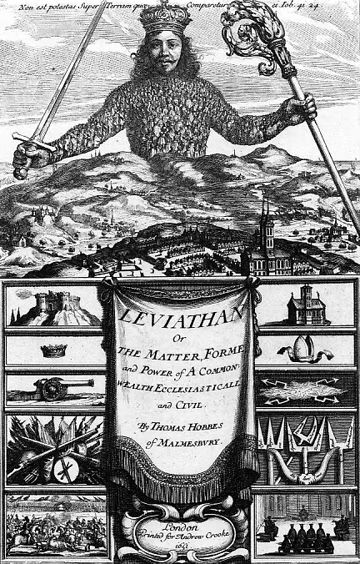 Non est potestas Super Terram quae Comparetur ei Iob. 41 24
LEVIATHAN
Or
THE MATTER, FORME
and POWER of A COMMON-
WEALTH ECCLESIASTICALL
and CIVIL.
By THOMAS HOBBES
of MALMESBURY.
London
Printed for Andrew Crooke
1651